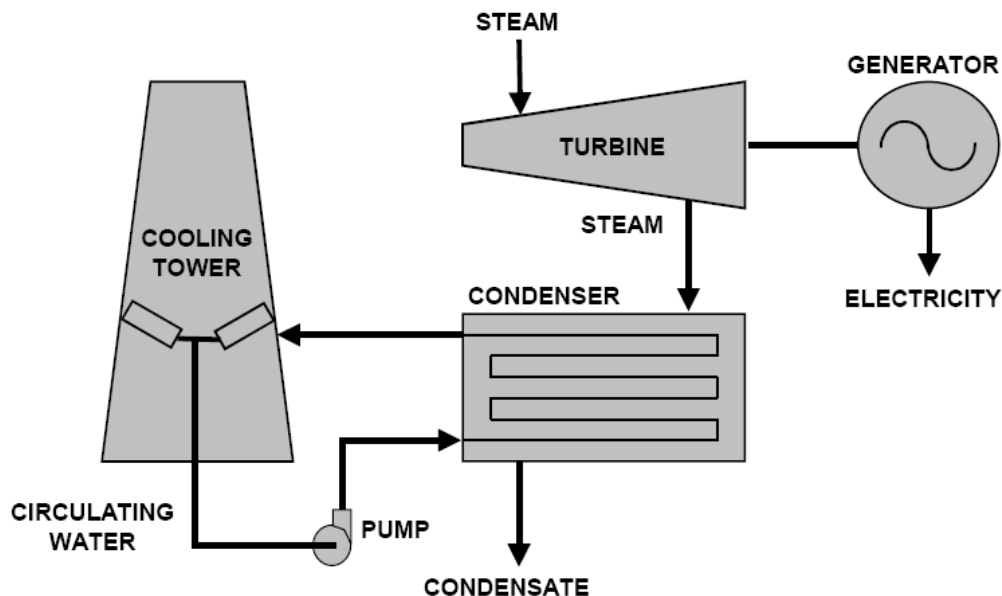 STEAM
GENERATOR
TURBINE
STEAM
COOLING
TOWER
CONDENSER
ELECTRICITY
CIRCULATING
WATER
PUMP
CONDENSATE